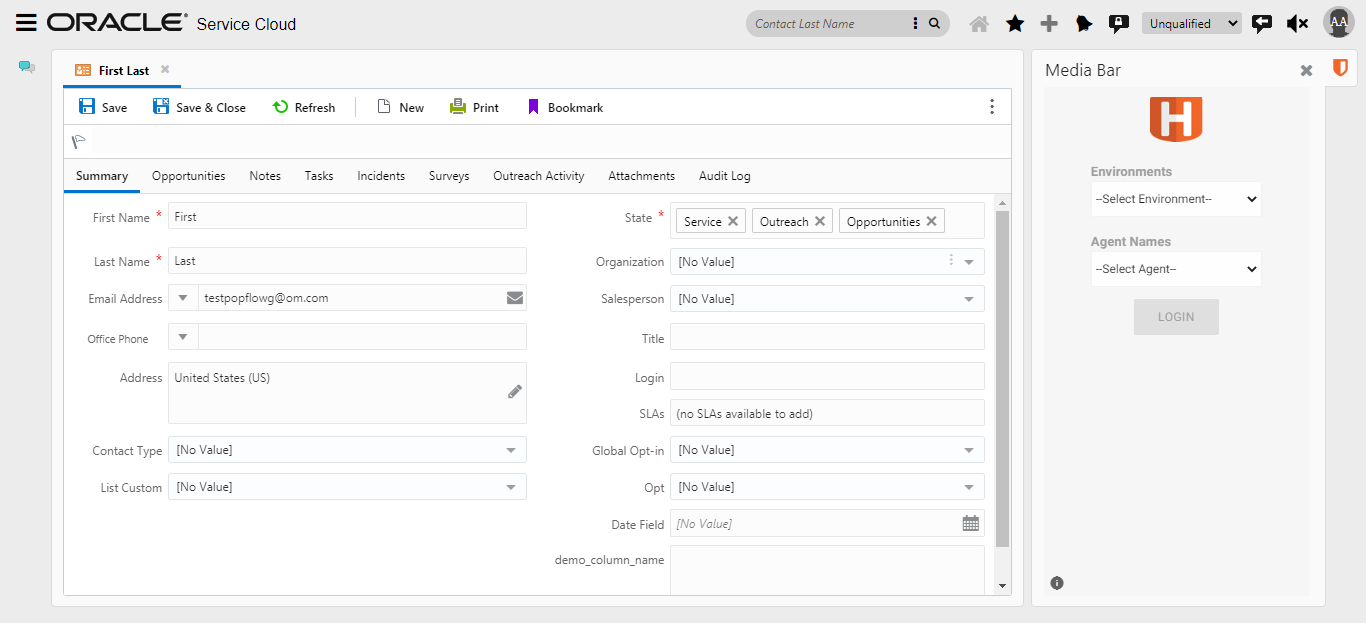 ORACLE® Service Cloud
Contact Last Name
Unqualified
AA
First Last
Save
Save & Close
Refresh
New
Print
Bookmark
Summary
Opportunities
Notes
Tasks
Incidents
Surveys
Outreach Activity
Attachments
Audit Log
First Name *
First
Last Name *
Last
Email Address
testpopflowg@om.com
Office Phone
Address
United States (US)
Contact Type
[No Value]
List Custom
[No Value]
State *
Service
Outreach
Opportunities
Organization
[No Value]
Salesperson
[No Value]
Title
Login
SLAs
(no SLAs available to add)
Global Opt-in
[No Value]
Opt
[No Value]
Date Field
[No Value]
demo_column_name
Media Bar
H
Environments
--Select Environment--
Agent Names
--Select Agent--
LOGIN